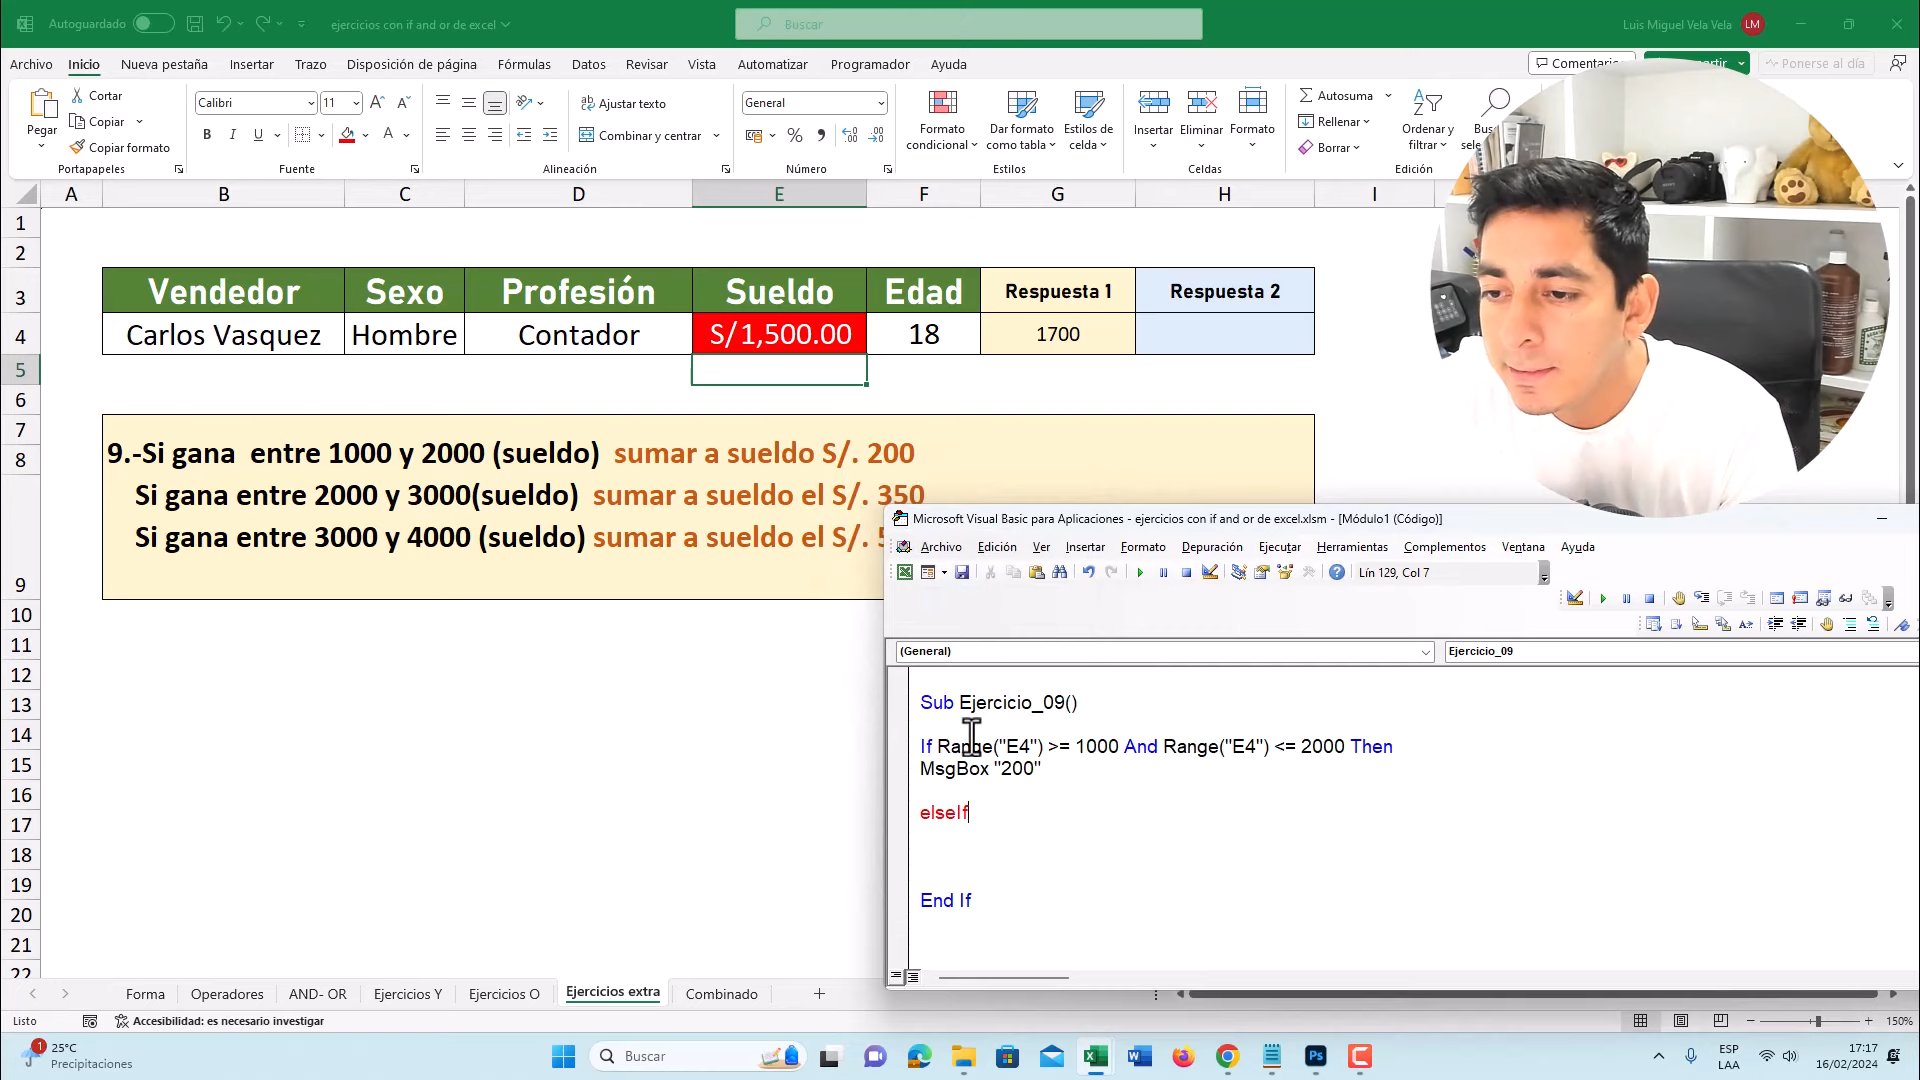 Autoguardado
ejercicios con if and or de excel
Buscar
Luis Miguel Vela Vela
LM
Archivo Inicio Nueva pestaña Insertar Trazo Disposición de página Fórmulas Datos Revisar Vista Automatizar Programador Ayuda
Ponerse al día
Pegar
Cortar
Copiar
Copiar formato
Portapapeles
Calibri 11
Fuente
Ajustar texto
Combinar y centrar
Alineación
General
Número
Formato condicional
Dar formato como tabla
Estilos de celda
Estilos
Insertar
Eliminar
Formato
Celdas
Autosuma
Rellenar
Borrar
Ordenar y filtrar
Edición
A B C D E F G H I
1
2
3 Vendedor Sexo Profesión Sueldo Edad Respuesta 1 Respuesta 2
4 Carlos Vasquez Hombre Contador S/1,500.00 18 1700
5
6
7
8
9.-Si gana entre 1000 y 2000 (sueldo) sumar a sueldo S/. 200
Si gana entre 2000 y 3000(sueldo) sumar a sueldo el S/. 350
Si gana entre 3000 y 4000 (sueldo) sumar a sueldo el S/.
9
10
11
12
13
14
15
16
17
18
19
20
21
22
Microsoft Visual Basic para Aplicaciones - ejercicios con if and or de excel.xlsm - [Módulo1 (Código)]
Archivo Edición Ver Insertar Formato Depuración Ejecutar Herramientas Complementos Ventana Ayuda
Lín 129, Col 7
(General)
Ejercicio_09
Sub Ejercicio_09()
If Range("E4") >= 1000 And Range("E4") <= 2000 Then
MsgBox "200"
elseIf
End If
Forma Operadores AND- OR Ejercicios Y Ejercicios O Ejercicios extra Combinado
Listo
Accesibilidad: es necesario investigar
150%
1
25°C
Precipitaciones
Buscar
ESP
LAA
17:17
16/02/2024